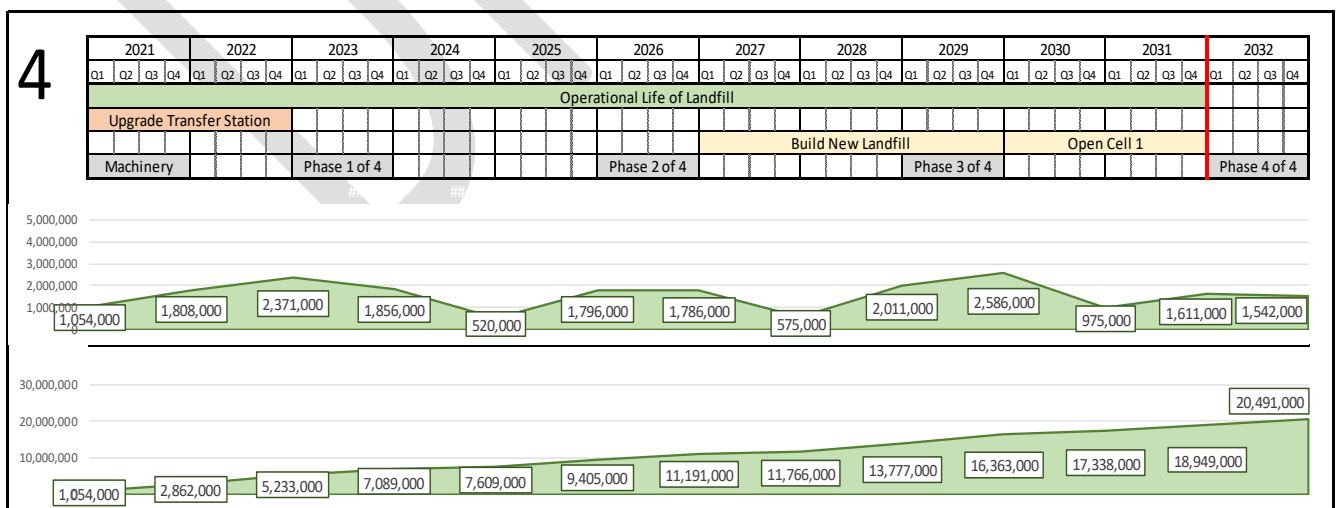 4
2021 2022 2023 2024 2025 2026 2027 2028 2029 2030 2031 2032
Q1 Q2 Q3 Q4 Q1 Q2 Q3 Q4 Q1 Q2 Q3 Q4 Q1 Q2 Q3 Q4 Q1 Q2 Q3 Q4 Q1 Q2 Q3 Q4 Q1 Q2 Q3 Q4 Q1 Q2 Q3 Q4 Q1 Q2 Q3 Q4 Q1 Q2 Q3 Q4 Q1 Q2 Q3 Q4 Q1 Q2 Q3 Q4
Operational Life of Landfill
Upgrade Transfer Station
Build New Landfill Open Cell 1
Machinery Phase 1 of 4 Phase 2 of 4 Phase 3 of 4 Phase 4 of 4
## ##
5,000,000
4,000,000
3,000,000
2,000,000
1,000,000
0
1,054,000 1,808,000 2,371,000 1,856,000 520,000 1,796,000 1,786,000 575,000 2,011,000 2,586,000 975,000 1,611,000 1,542,000
30,000,000
20,000,000
10,000,000
0
1,054,000 2,862,000 5,233,000 7,089,000 7,609,000 9,405,000 11,191,000 11,766,000 13,777,000 16,363,000 17,338,000 18,949,000 20,491,000